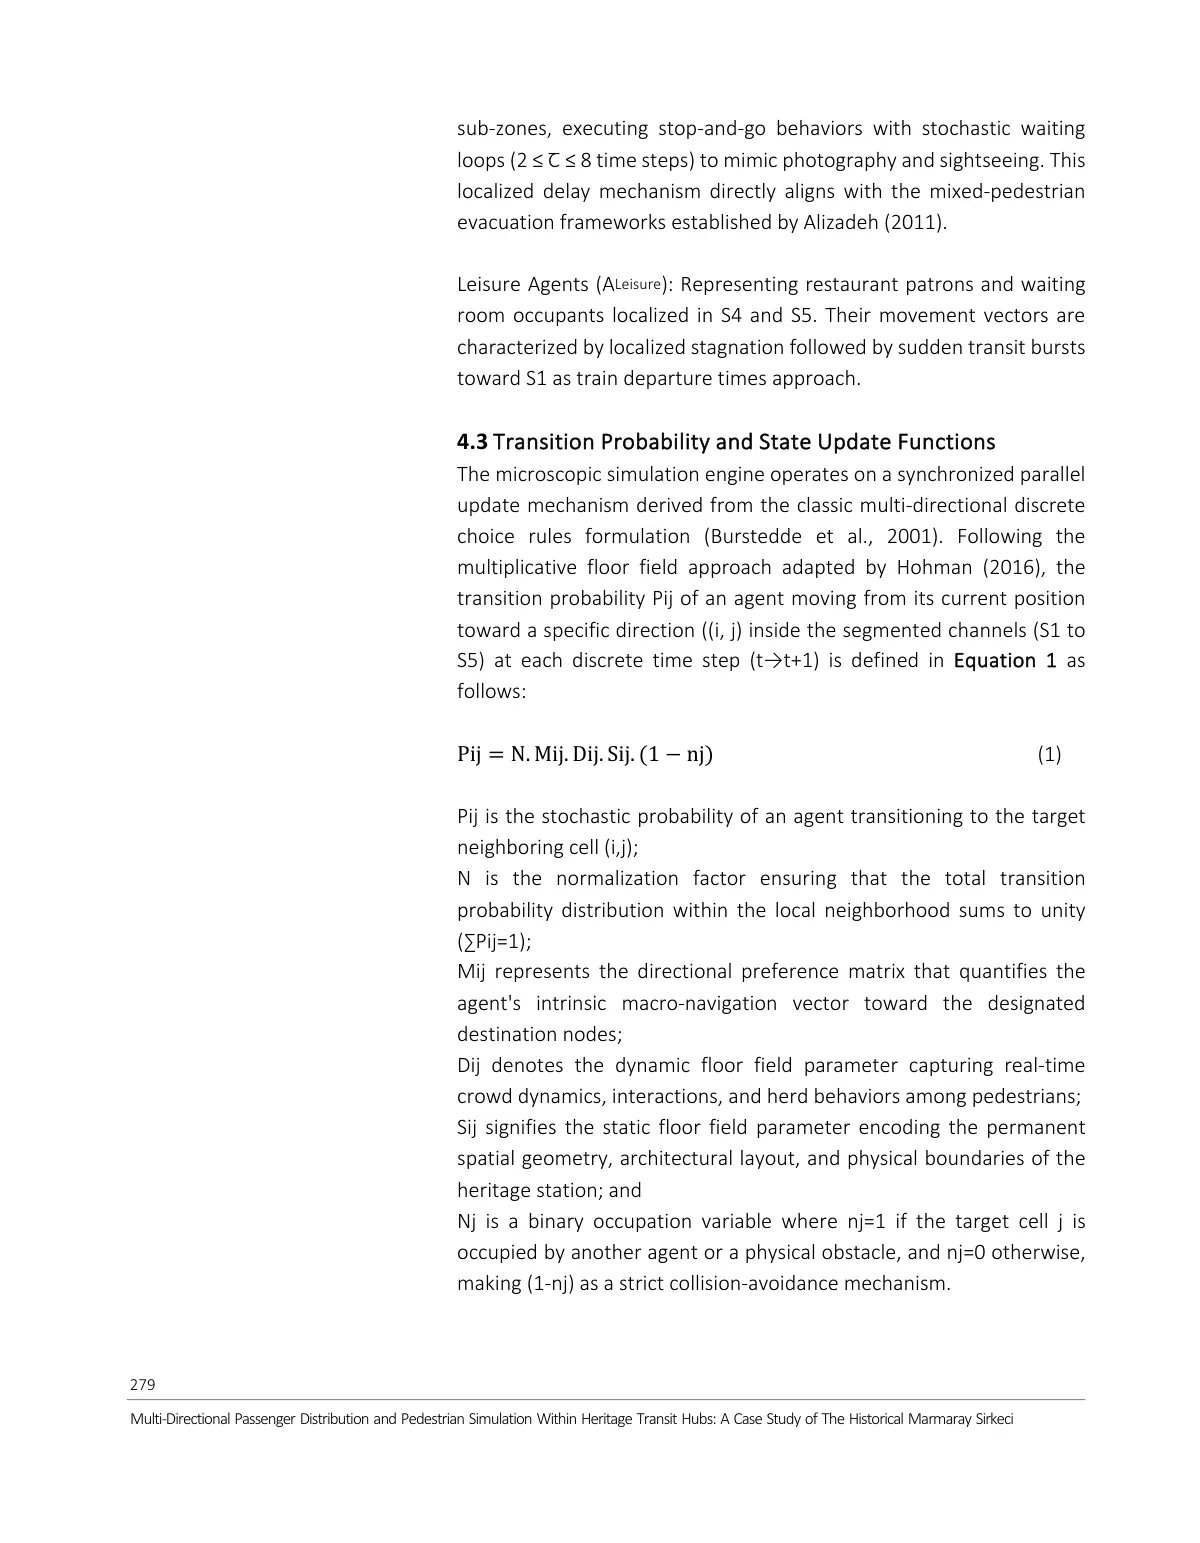 sub-zones, executing stop-and-go behaviors with stochastic waiting
loops (2 ≤ ꞇ ≤ 8 time steps) to mimic photography and sightseeing. This
localized delay mechanism directly aligns with the mixed-pedestrian
evacuation frameworks established by Alizadeh (2011).
Leisure Agents (ALeisure): Representing restaurant patrons and waiting
room occupants localized in S4 and S5. Their movement vectors are
characterized by localized stagnation followed by sudden transit bursts
toward S1 as train departure times approach.
4.3 Transition Probability and State Update Functions
The microscopic simulation engine operates on a synchronized parallel
update mechanism derived from the classic multi-directional discrete
choice rules formulation (Burstedde et al., 2001). Following the
multiplicative floor field approach adapted by Hohman (2016), the
transition probability Pij of an agent moving from its current position
toward a specific direction ((i, j) inside the segmented channels (S1 to
S5) at each discrete time step (t→t+1) is defined in Equation 1 as
follows:
Pij = N. Mij. Dij. Sij. (1 − nj) (1)
Pij is the stochastic probability of an agent transitioning to the target
neighboring cell (i,j);
N is the normalization factor ensuring that the total transition
probability distribution within the local neighborhood sums to unity
(∑Pij=1);
Mij represents the directional preference matrix that quantifies the
agent's intrinsic macro-navigation vector toward the designated
destination nodes;
Dij denotes the dynamic floor field parameter capturing real-time
crowd dynamics, interactions, and herd behaviors among pedestrians;
Sij signifies the static floor field parameter encoding the permanent
spatial geometry, architectural layout, and physical boundaries of the
heritage station; and
Nj is a binary occupation variable where nj=1 if the target cell j is
occupied by another agent or a physical obstacle, and nj=0 otherwise,
making (1-nj) as a strict collision-avoidance mechanism.
279
Multi-Directional Passenger Distribution and Pedestrian Simulation Within Heritage Transit Hubs: A Case Study of The Historical Marmaray Sirkeci